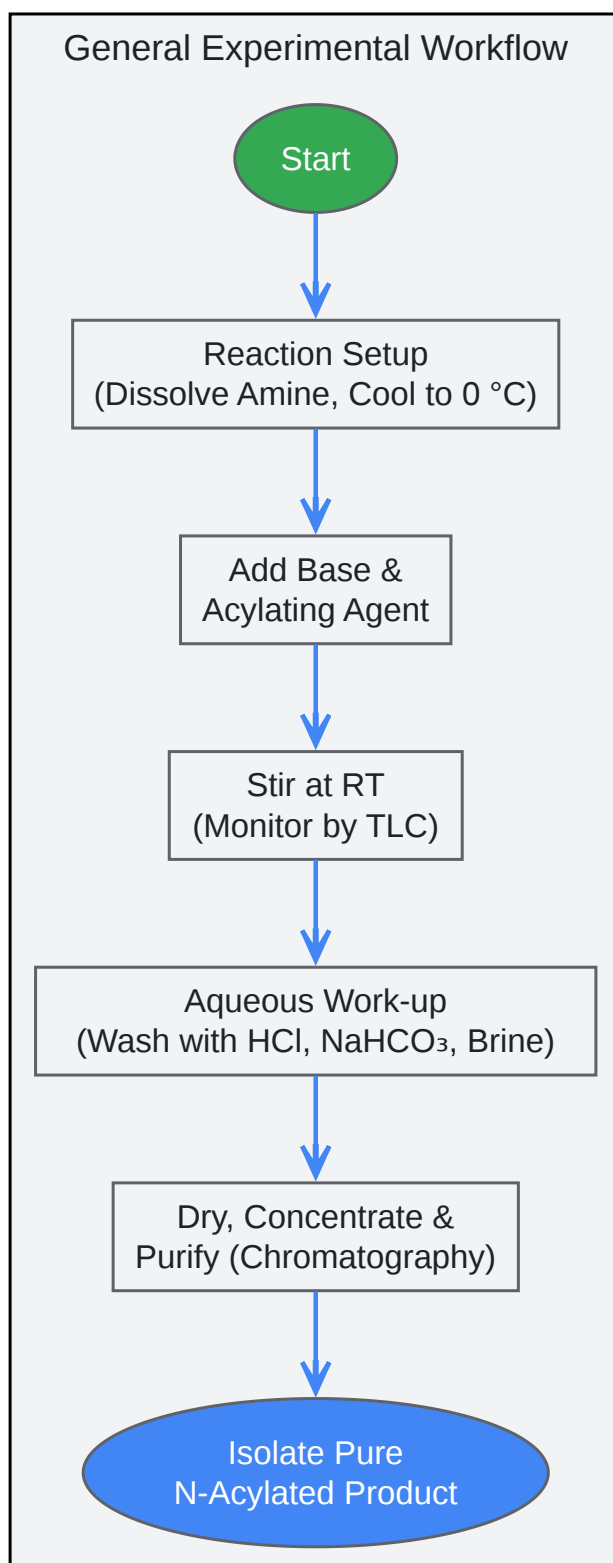 General Experimental Workflow
Start
Reaction Setup
(Dissolve Amine, Cool to 0 °C)
Add Base &
Acylating Agent
Stir at RT
(Monitor by TLC)
Aqueous Work-up
(Wash with HCl, NaHCO₃, Brine)
Dry, Concentrate &
Purify (Chromatography)
Isolate Pure
N-Acylated Product